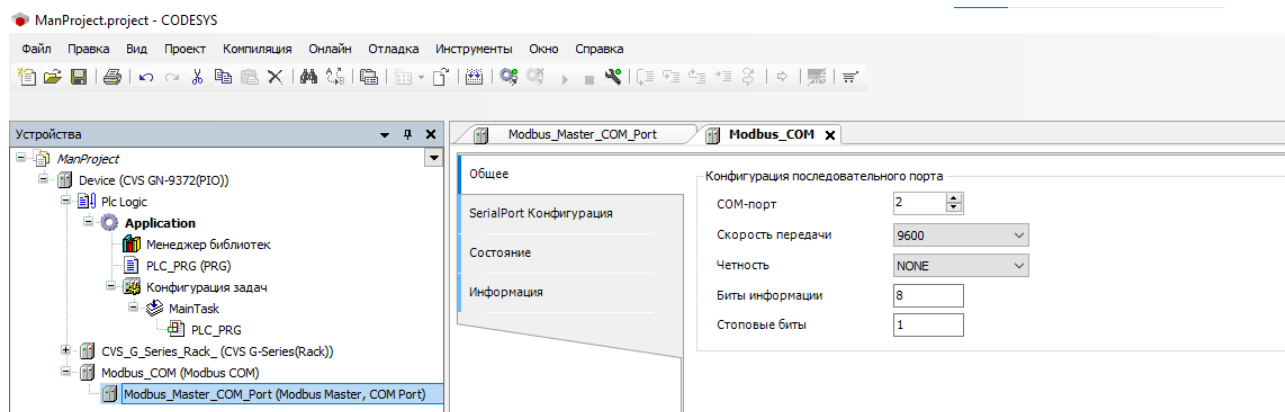 ManProject.project - CODESYS
Файл Правка Вид Проект Компиляция Онлайн Отладка Инструменты Окно Справка
Устройства
ManProject
Device (CVS GN-9372(PIO))
Plc Logic
Application
Менеджер библиотек
PLC_PRG (PRG)
Конфигурация задач
MainTask
PLC_PRG
CVS_G_Series_Rack_ (CVS G-Series(Rack))
Modbus_COM (Modbus COM)
Modbus_Master_COM_Port (Modbus Master, COM Port)
Modbus_Master_COM_Port Modbus_COM
Общее
SerialPort Конфигурация
Состояние
Информация
Конфигурация последовательного порта
COM-порт 2
Скорость передачи 9600
Четность NONE
Биты информации 8
Стоповые биты 1